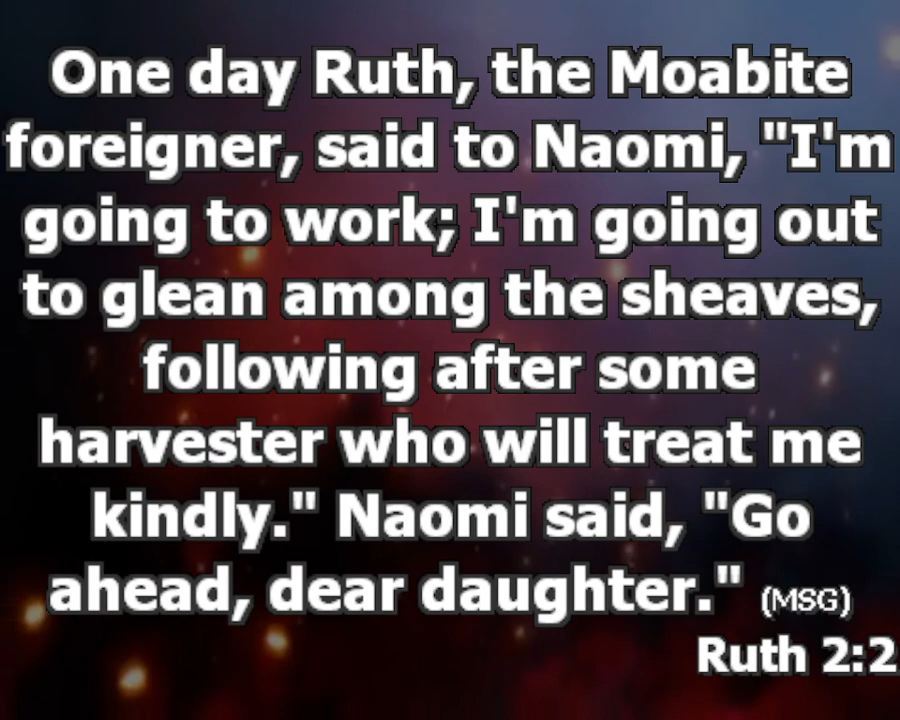 One day Ruth, the Moabite
foreigner, said to Naomi, "I'm
going to work; I'm going out
to glean among the sheaves,
following after some
harvester who will treat me
kindly." Naomi said, "Go
ahead, dear daughter." (MSG)
Ruth 2:2